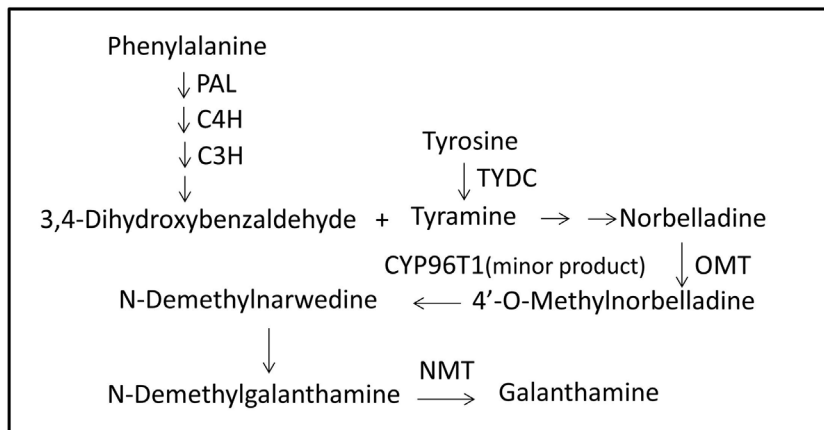 Phenylalanine
PAL
C4H
C3H
Tyrosine
TYDC
3,4-Dihydroxybenzaldehyde + Tyramine Norbelladine
CYP96T1(minor product) OMT
N-Demethylnarwedine 4’-O-Methylnorbelladine
NMT
N-Demethylgalanthamine Galanthamine